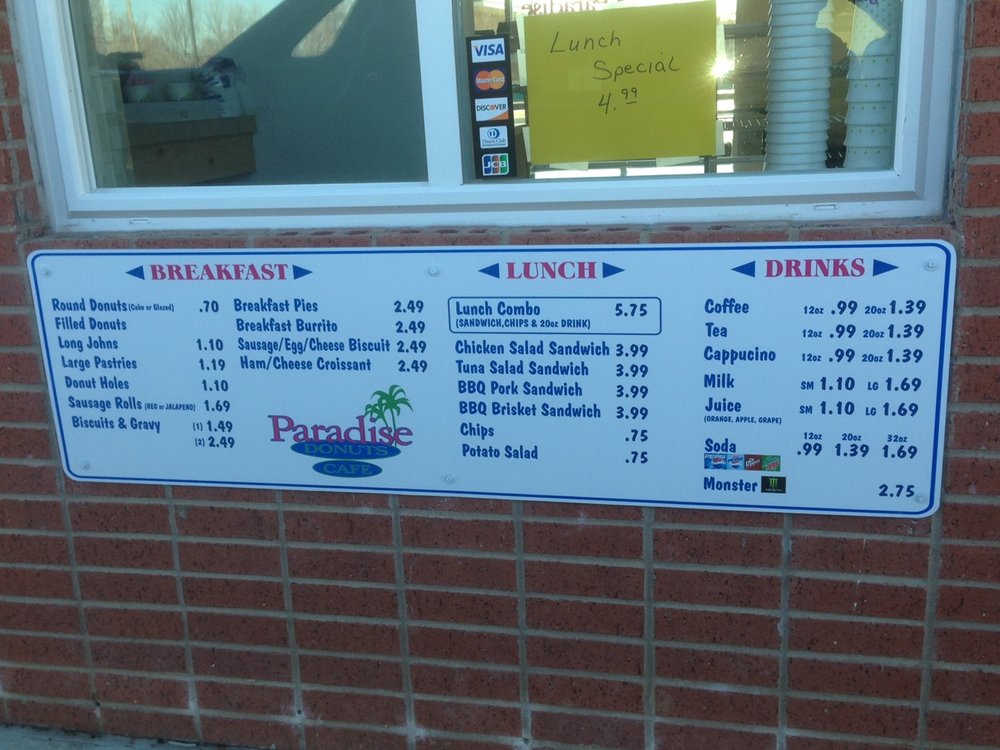 VISA
MasterCard
DISCOVER
Diners Club
JCB
Lunch
Special
4.99
BREAKFAST
Round Donuts (Cake or Glazed) .70
Filled Donuts
Long Johns 1.10
Large Pastries 1.19
Donut Holes 1.10
Sausage Rolls (REG or JALAPENO) 1.69
Biscuits & Gravy (1) 1.49
(2) 2.49
Breakfast Pies 2.49
Breakfast Burrito 2.49
Sausage/Egg/Cheese Biscuit 2.49
Ham/Cheese Croissant 2.49
Paradise
DONUTS
CAFE
LUNCH
Lunch Combo 5.75
(SANDWICH,CHIPS & 20oz DRINK)
Chicken Salad Sandwich 3.99
Tuna Salad Sandwich 3.99
BBQ Pork Sandwich 3.99
BBQ Brisket Sandwich 3.99
Chips .75
Potato Salad .75
DRINKS
Coffee 12oz .99 20oz 1.39
Tea 12oz .99 20oz 1.39
Cappucino 12oz .99 20oz 1.39
Milk SM 1.10 LG 1.69
Juice SM 1.10 LG 1.69
(ORANGE, APPLE, GRAPE)
12oz 20oz 32oz
Soda .99 1.39 1.69
Monster 2.75